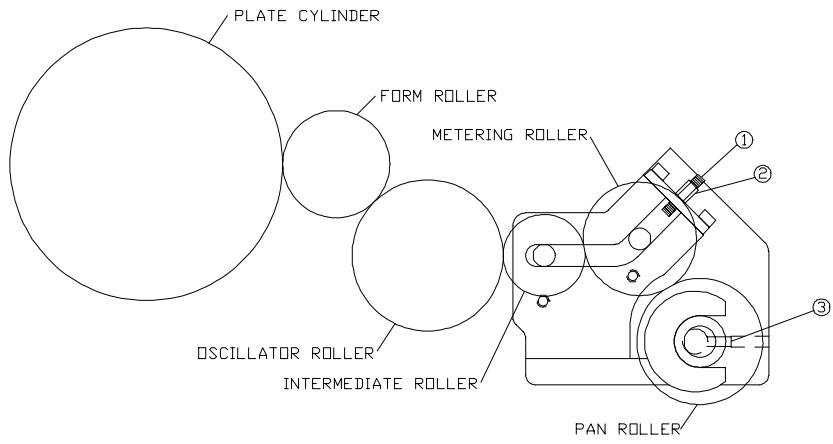 PLATE CYLINDER
FORM ROLLER
METERING ROLLER
1
2
3
OSCILLATOR ROLLER
INTERMEDIATE ROLLER
PAN ROLLER